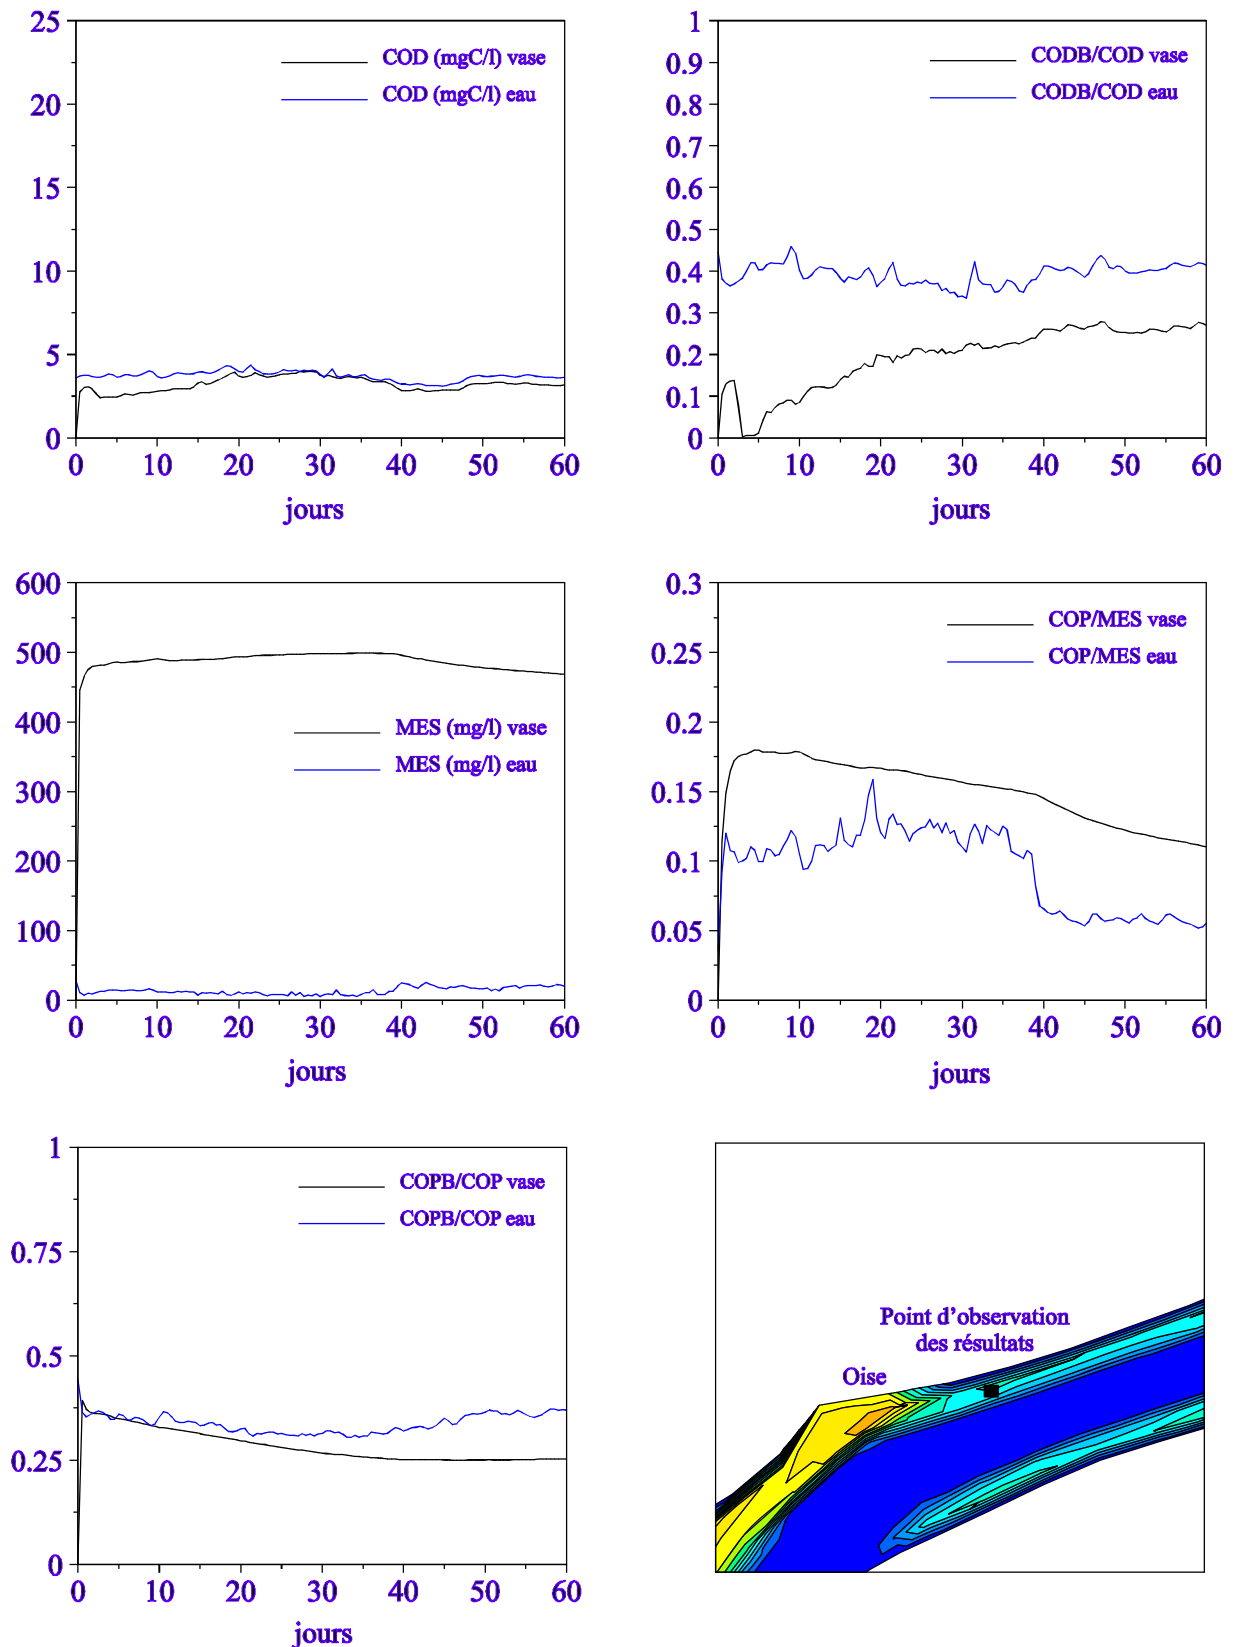 25
20
15
10
5
0
COD (mgC/l) vase
COD (mgC/l) eau
0 10 20 30 40 50 60
jours
1
0.9
0.8
0.7
0.6
0.5
0.4
0.3
0.2
0.1
0
CODB/COD vase
CODB/COD eau
0 10 20 30 40 50 60
jours
600
500
400
300
200
100
0
MES (mg/l) vase
MES (mg/l) eau
0 10 20 30 40 50 60
jours
0.3
0.25
0.2
0.15
0.1
0.05
0
COP/MES vase
COP/MES eau
0 10 20 30 40 50 60
jours
1
0.75
0.5
0.25
0
COPB/COP vase
COPB/COP eau
0 10 20 30 40 50 60
jours
Point d'observation
des résultats
Oise